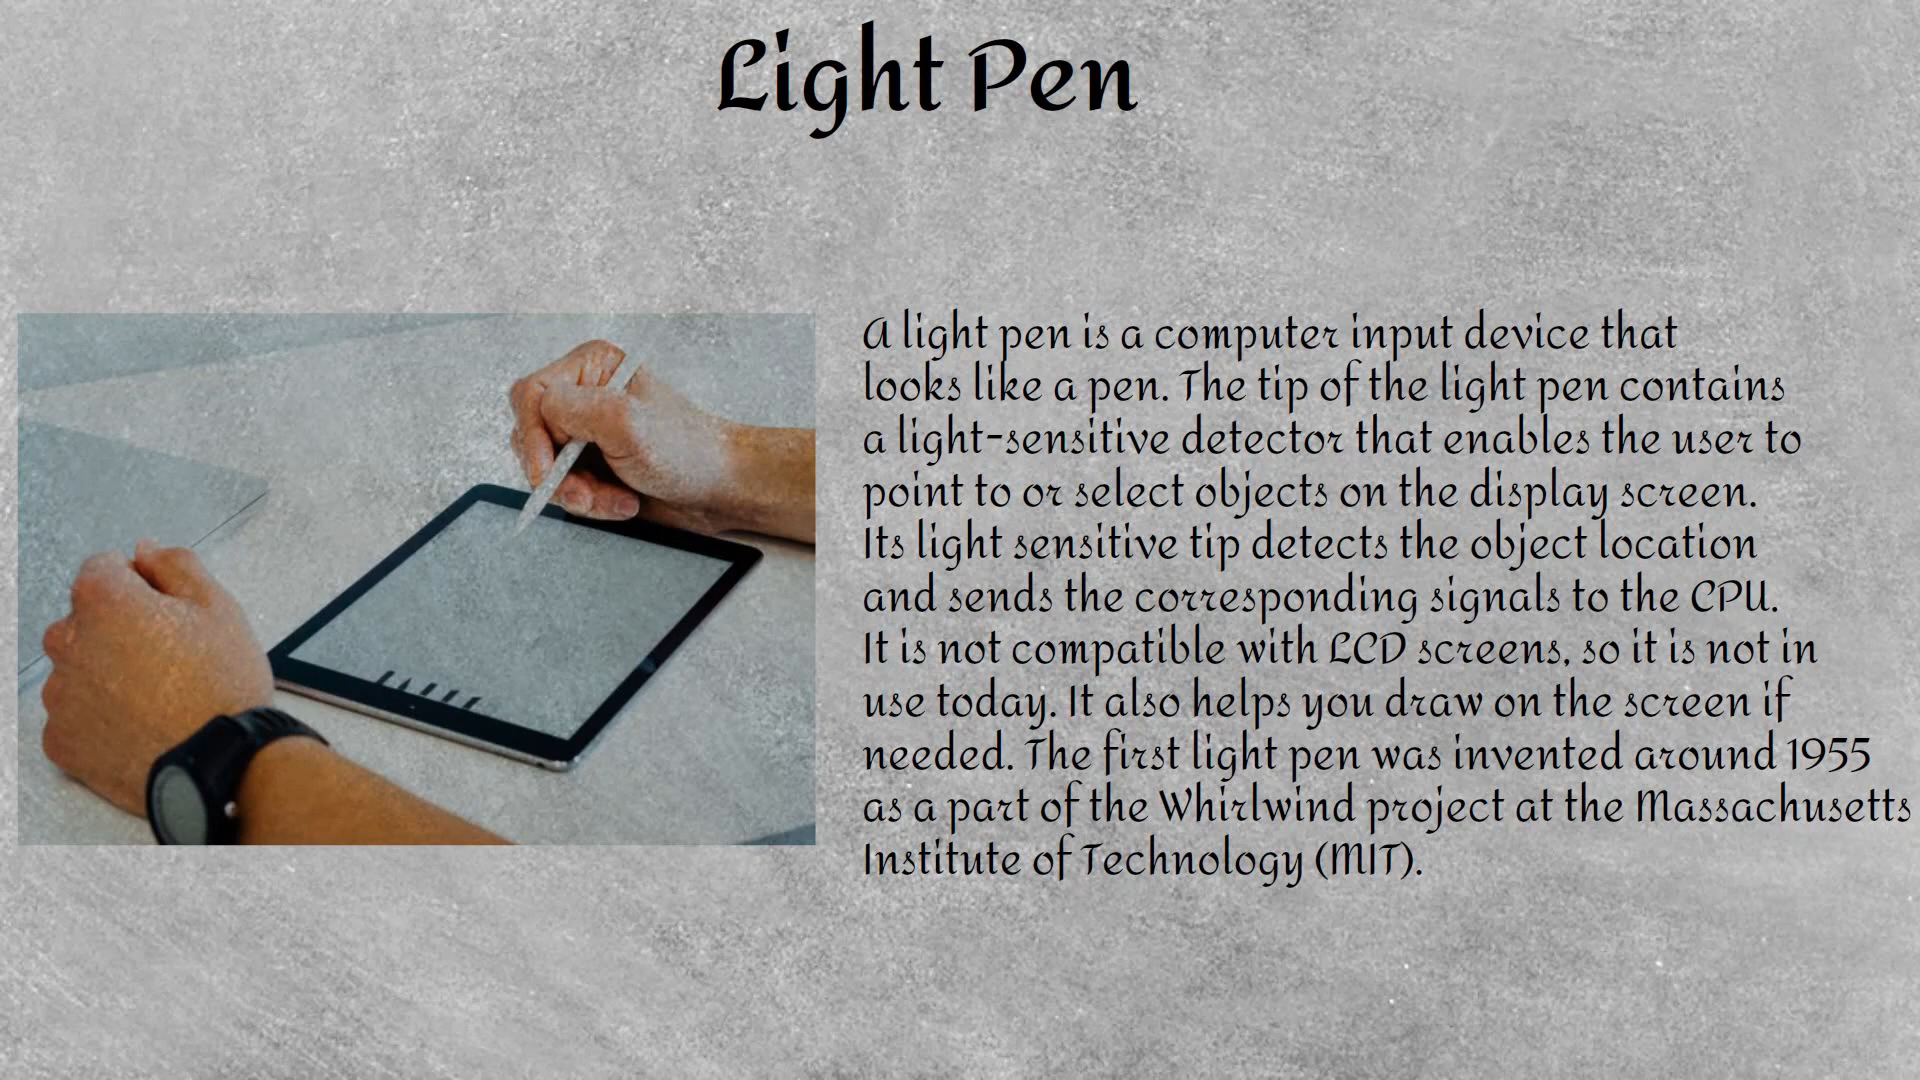 Light Pen
A light pen is a computer input device that
looks like a pen. The tip of the light pen contains
a light-sensitive detector that enables the user to
point to or select objects on the display screen.
Its light sensitive tip detects the object location
and sends the corresponding signals to the CPU.
It is not compatible with LCD screens, so it is not in
use today. It also helps you draw on the screen if
needed. The first light pen was invented around 1955
as a part of the Whirlwind project at the Massachusetts
Institute of Technology (MIT).